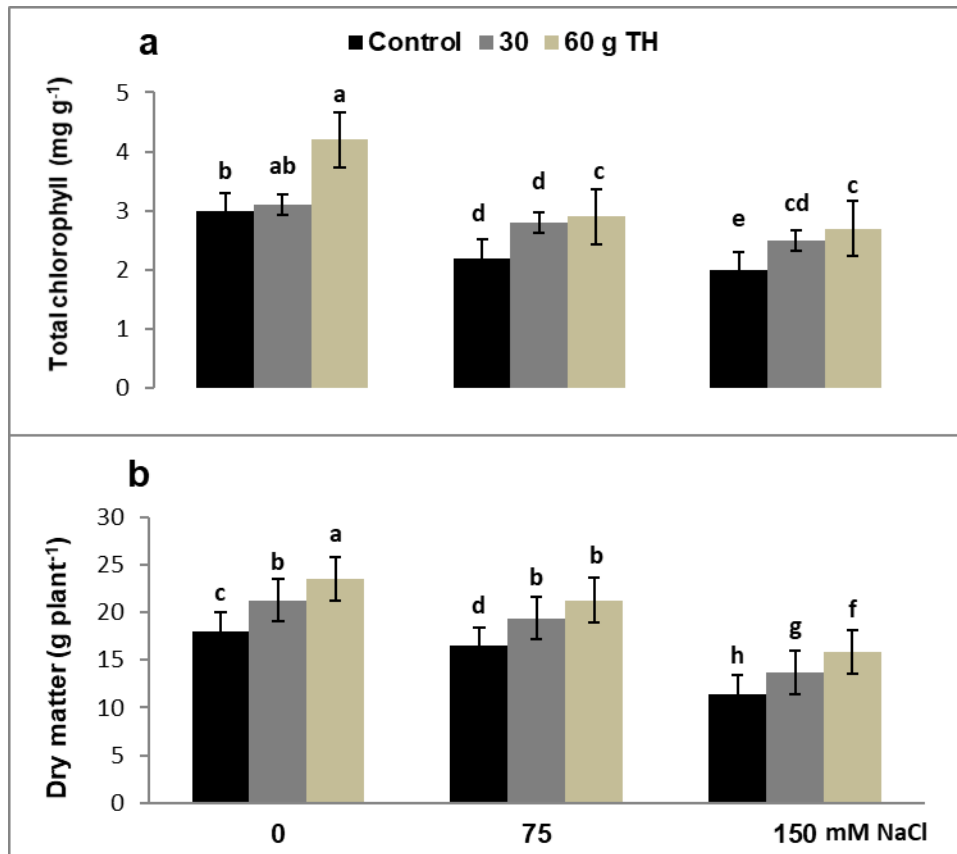 a
Control 30 60 g TH
Total chlorophyll (mg g-1)
5
4
3
2
1
0
b ab a
d d c
e cd c
b
Dry matter (g plant-1)
30
25
20
15
10
5
0
c b a
d b b
h g f
0 75 150 mM NaCl